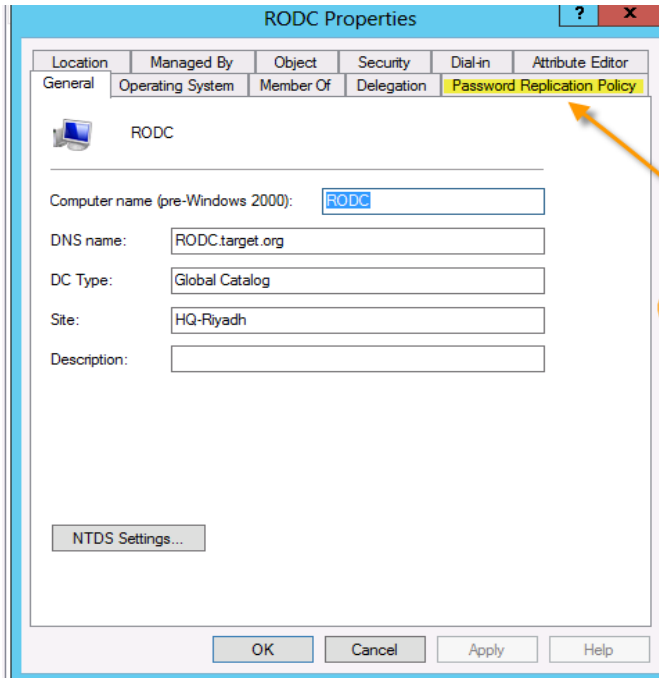 RODC Properties
? x
Location Managed By Object Security Dial-in Attribute Editor
General Operating System Member Of Delegation Password Replication Policy
RODC
Computer name (pre-Windows 2000): RODC
DNS name: RODC.target.org
DC Type: Global Catalog
Site: HQ-Riyadh
Description:
NTDS Settings...
OK Cancel Apply Help